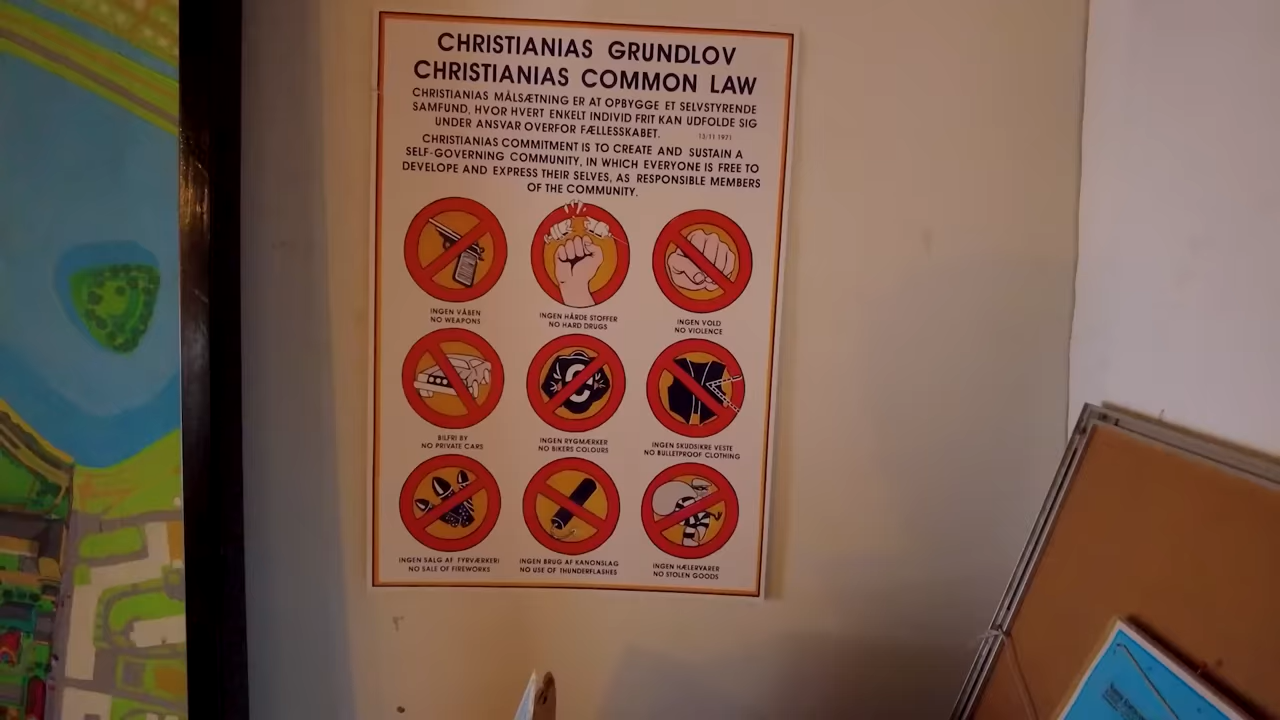 CHRISTIANIAS GRUNDLOV
CHRISTIANIAS COMMON LAW
CHRISTIANIAS MÅLSÆTNING ER AT OPBYGGE ET SELVSTYRENDE
SAMFUND, HVOR HVERT ENKELT INDIVID FRIT KAN UDFOLDE SIG
UNDER ANSVAR OVERFOR FÆLLESSKABET. 13/11 1971
CHRISTIANIAS COMMITMENT IS TO CREATE AND SUSTAIN A
SELF-GOVERNING COMMUNITY, IN WHICH EVERYONE IS FREE TO
DEVELOPE AND EXPRESS THEIR SELVES, AS RESPONSIBLE MEMBERS
OF THE COMMUNITY.
INGEN VÅBEN
NO WEAPONS
INGEN HÅRDE STOFFER
NO HARD DRUGS
INGEN VOLD
NO VIOLENCE
BILFRI BY
NO PRIVATE CARS
INGEN RYGMÆRKER
NO BIKERS COLOURS
INGEN SKUDSIKRE VESTE
NO BULLETPROOF CLOTHING
INGEN SALG AF FYRVÆRKERI
NO SALE OF FIREWORKS
INGEN BRUG AF KANONSLAG
NO USE OF THUNDERFLASHES
INGEN HÆLERVARER
NO STOLEN GOODS